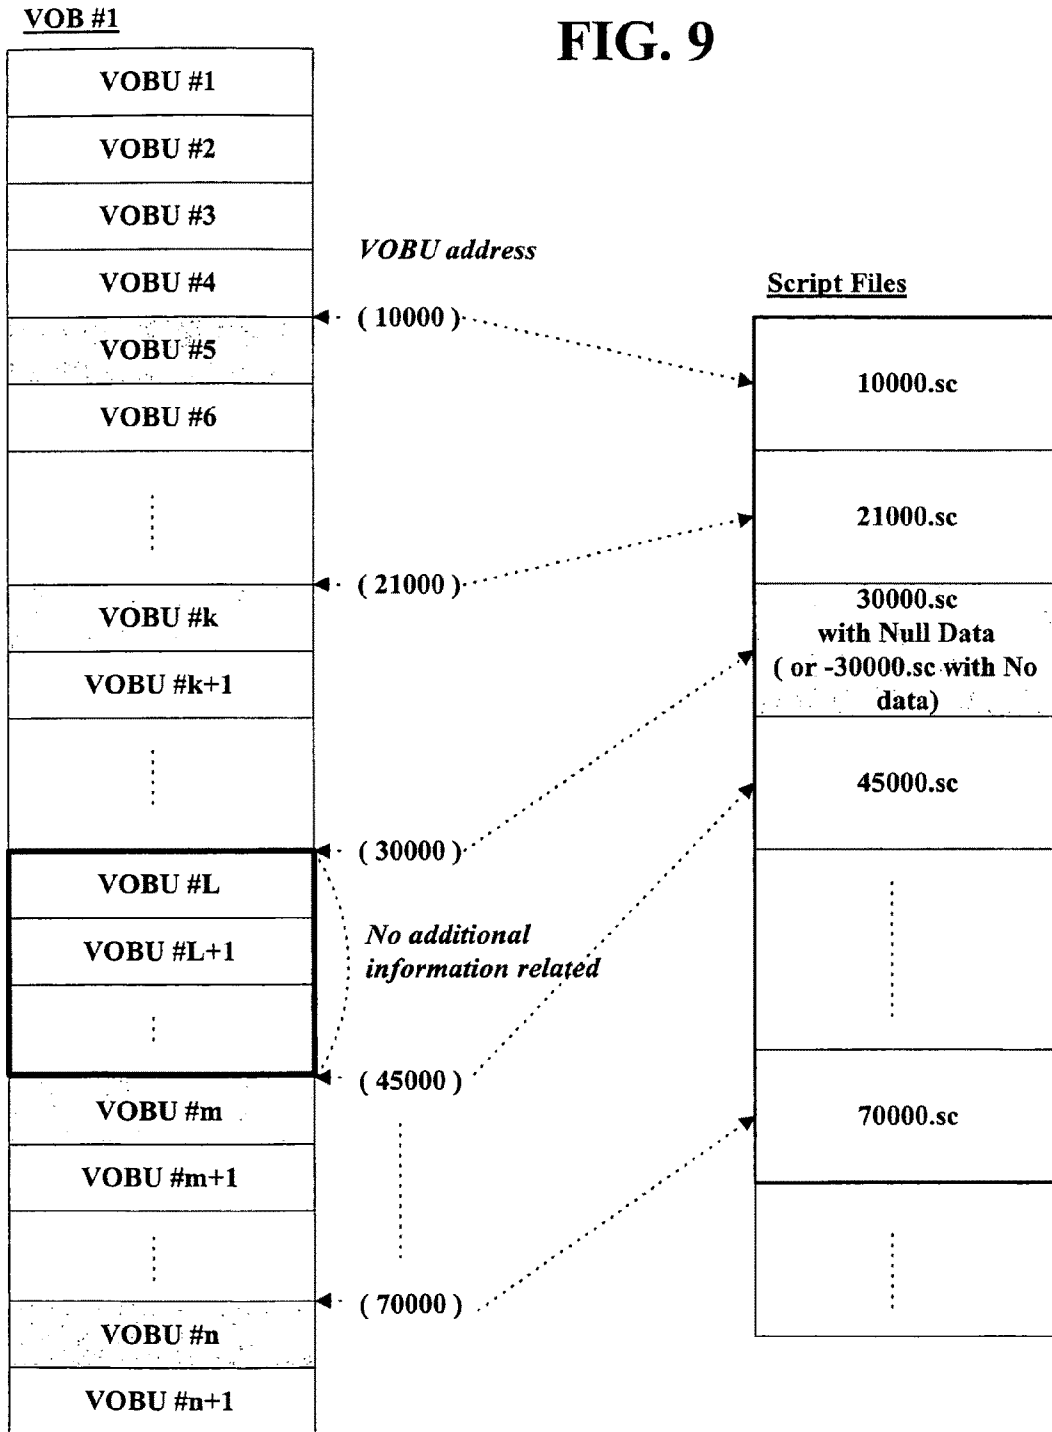 VOB #1
FIG. 9
VOBU #1
VOBU #2
VOBU #3
VOBU #4
VOBU #5
VOBU #6
VOBU #k
VOBU #k+1
VOBU #L
VOBU #L+1
VOBU #m
VOBU #m+1
VOBU #n
VOBU #n+1
VOBU address
( 10000 )
( 21000 )
( 30000 )
No additional
information related
( 45000 )
( 70000 )
Script Files
10000.sc
21000.sc
30000.sc
with Null Data
( or -30000.sc with No
data)
45000.sc
70000.sc